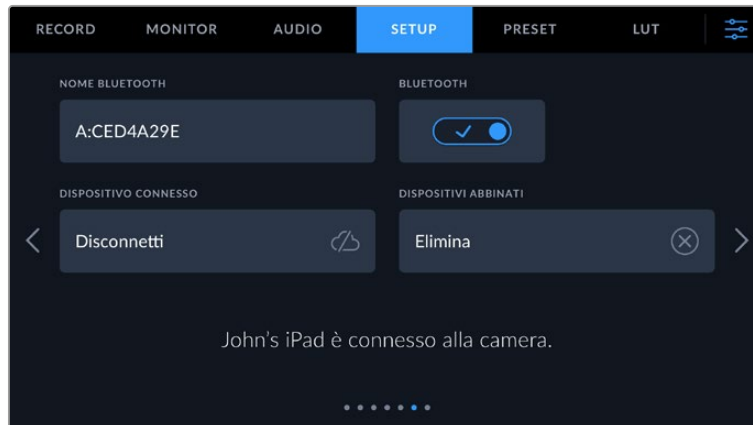 RECORD MONITOR AUDIO SETUP PRESET LUT
NOME BLUETOOTH BLUETOOTH
A:CED4A29E
DISPOSITIVO CONNESSO DISPOSITIVI ABBINATI
Disconnetti Elimina
John's iPad è connesso alla camera.